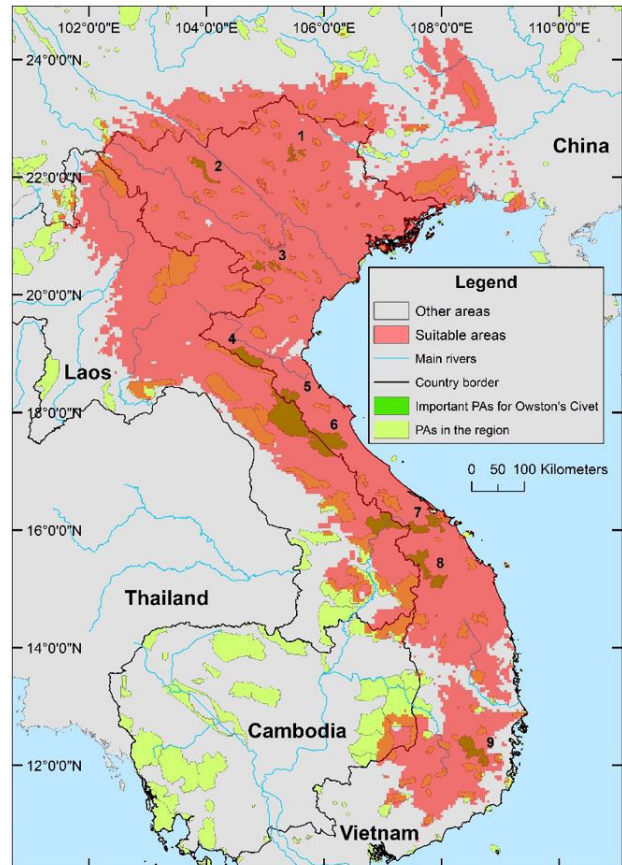 102°0'0"E 104°0'0"E 106°0'0"E 108°0'0"E 110°0'0"E
24°0'0"N
22°0'0"N
20°0'0"N
18°0'0"N
16°0'0"N
14°0'0"N
12°0'0"N
1
China
2
3
Legend
Other areas
Suitable areas
Main rivers
Country border
Important PAs for Owston's Civet
PAs in the region
0 50 100 Kilometers
4
Laos
5
6
7
8
Thailand
Cambodia
9
Vietnam